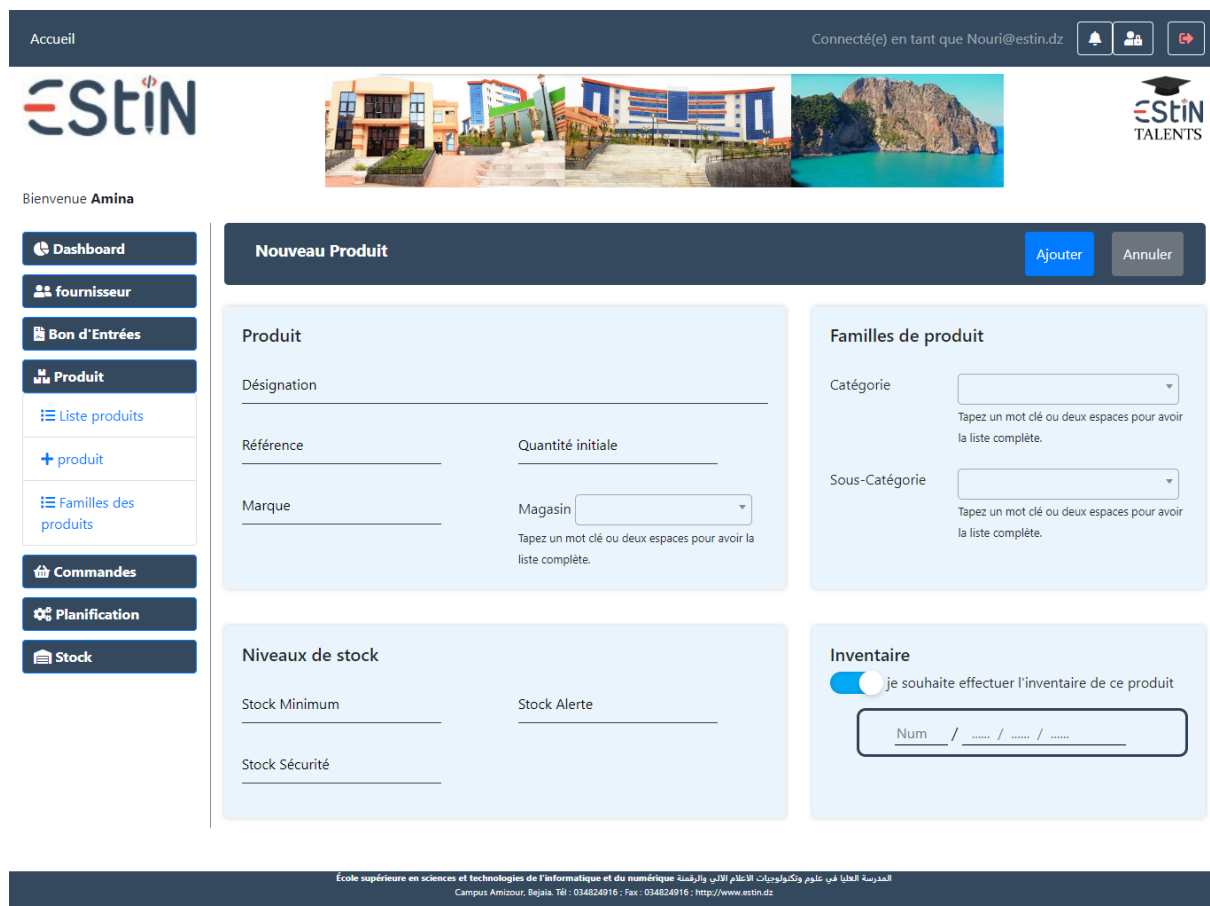 Accueil
Connecté(e) en tant que Nouri@estin.dz
ESTiN
</>
ESTiN
TALENTS
Bienvenue Amina
Dashboard
fournisseur
Bon d'Entrées
Produit
Liste produits
produit
Familles des
produits
Commandes
Planification
Stock
Nouveau Produit
Ajouter
Annuler
Produit
Désignation
Référence
Quantité initiale
Marque
Magasin
Tapez un mot clé ou deux espaces pour avoir la
liste complète.
Familles de produit
Catégorie
Tapez un mot clé ou deux espaces pour avoir
la liste complète.
Sous-Catégorie
Tapez un mot clé ou deux espaces pour avoir
la liste complète.
Niveaux de stock
Stock Minimum
Stock Alerte
Stock Sécurité
Inventaire
je souhaite effectuer l'inventaire de ce produit
Num / ...... / ...... / ......
École supérieure en sciences et technologies de l'informatique et du numérique المدرسة العليا في علوم وتكنولوجيات الاعلام الالي والرقمنة
Campus Amizour, Bejaia. Tél : 034824916 ; Fax : 034824916 ; http://www.estin.dz